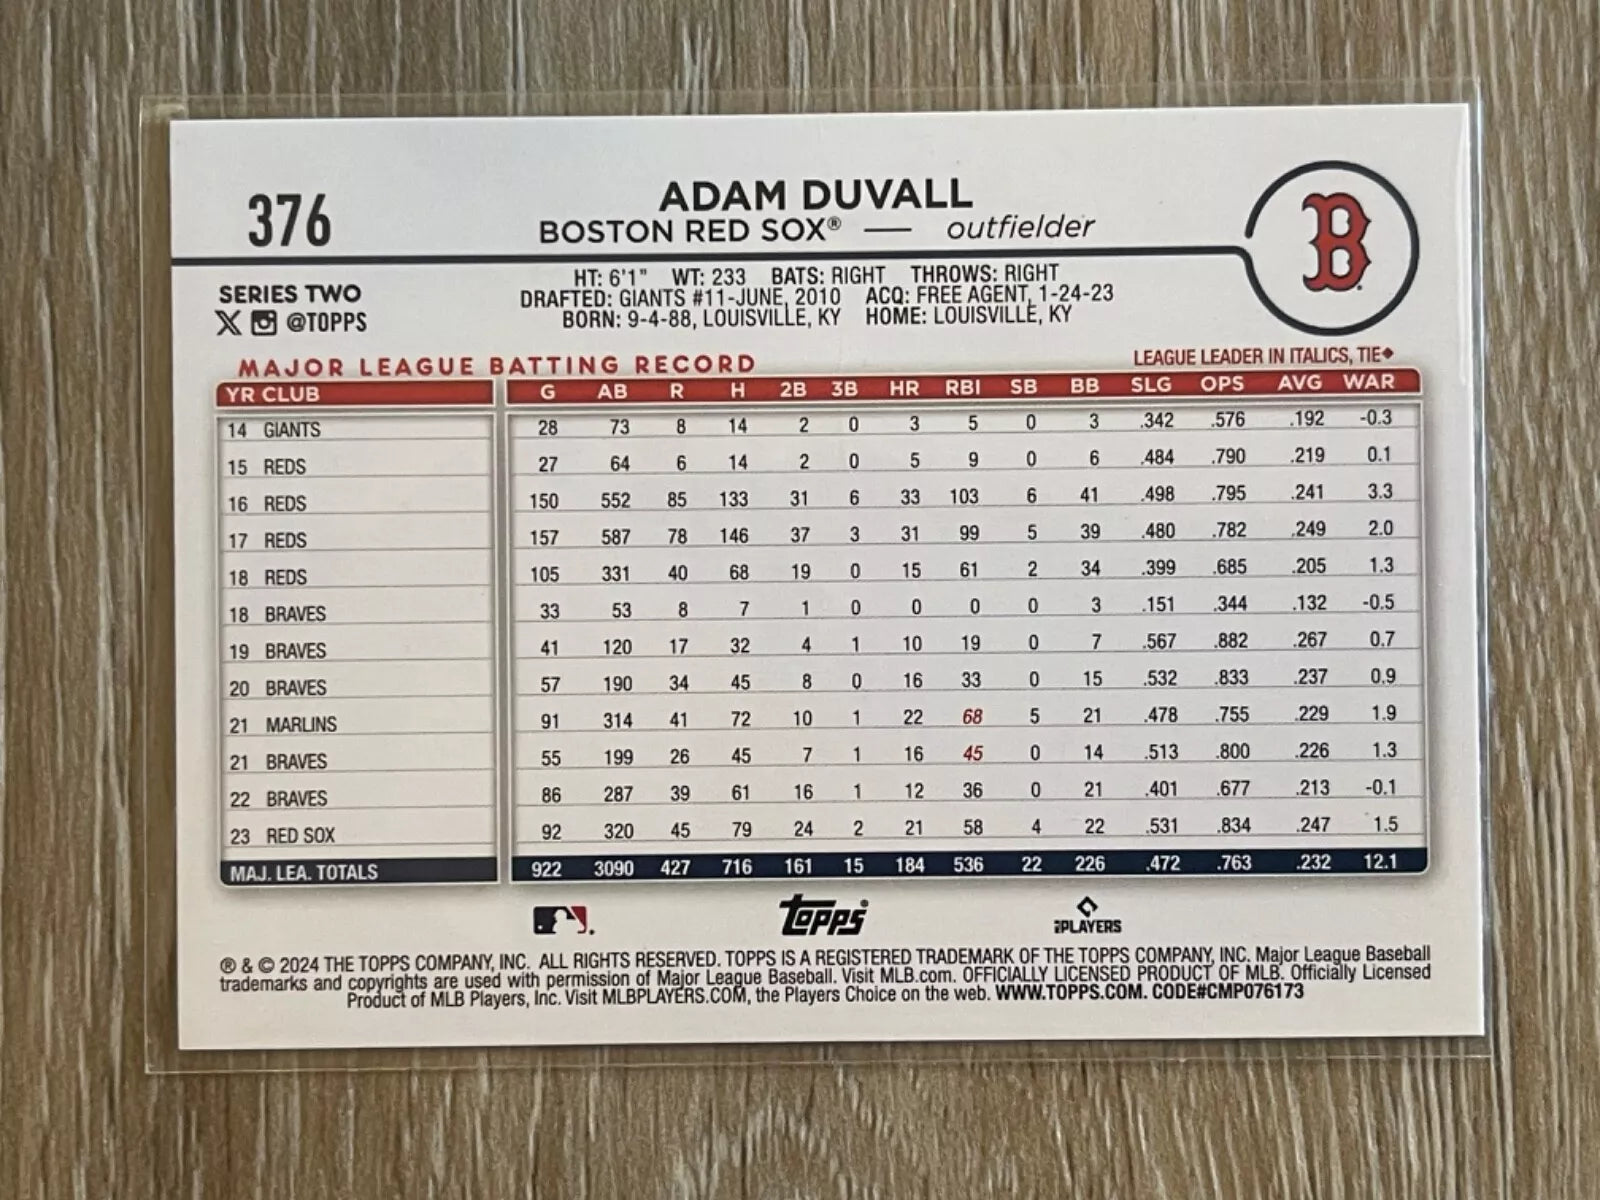 376
ADAM DUVALL
BOSTON RED SOX® — outfielder
B
SERIES TWO
X @TOPPS
HT: 6'1" WT: 233 BATS: RIGHT THROWS: RIGHT
DRAFTED: GIANTS #11-JUNE, 2010 ACQ: FREE AGENT, 1-24-23
BORN: 9-4-88, LOUISVILLE, KY HOME: LOUISVILLE, KY
MAJOR LEAGUE BATTING RECORD
LEAGUE LEADER IN ITALICS, TIE◆
YR CLUB G AB R H 2B 3B HR RBI SB BB SLG OPS AVG WAR
14 GIANTS 28 73 8 14 2 0 3 5 0 3 .342 .576 .192 -0.3
15 REDS 27 64 6 14 2 0 5 9 0 6 .484 .790 .219 0.1
16 REDS 150 552 85 133 31 6 33 103 6 41 .498 .795 .241 3.3
17 REDS 157 587 78 146 37 3 31 99 5 39 .480 .782 .249 2.0
18 REDS 105 331 40 68 19 0 15 61 2 34 .399 .685 .205 1.3
18 BRAVES 33 53 8 7 1 0 0 0 0 3 .151 .344 .132 -0.5
19 BRAVES 41 120 17 32 4 1 10 19 0 7 .567 .882 .267 0.7
20 BRAVES 57 190 34 45 8 0 16 33 0 15 .532 .833 .237 0.9
21 MARLINS 91 314 41 72 10 1 22 68 5 21 .478 .755 .229 1.9
21 BRAVES 55 199 26 45 7 1 16 45 0 14 .513 .800 .226 1.3
22 BRAVES 86 287 39 61 16 1 12 36 0 21 .401 .677 .213 -0.1
23 RED SOX 92 320 45 79 24 2 21 58 4 22 .531 .834 .247 1.5
MAJ. LEA. TOTALS 922 3090 427 716 161 15 184 536 22 226 .472 .763 .232 12.1
topps®
PLAYERS
® & © 2024 THE TOPPS COMPANY, INC. ALL RIGHTS RESERVED. TOPPS IS A REGISTERED TRADEMARK OF THE TOPPS COMPANY, INC. Major League Baseball
trademarks and copyrights are used with permission of Major League Baseball. Visit MLB.com. OFFICIALLY LICENSED PRODUCT OF MLB. Officially Licensed
Product of MLB Players, Inc. Visit MLBPLAYERS.COM, the Players Choice on the web. WWW.TOPPS.COM. CODE#CMP076173